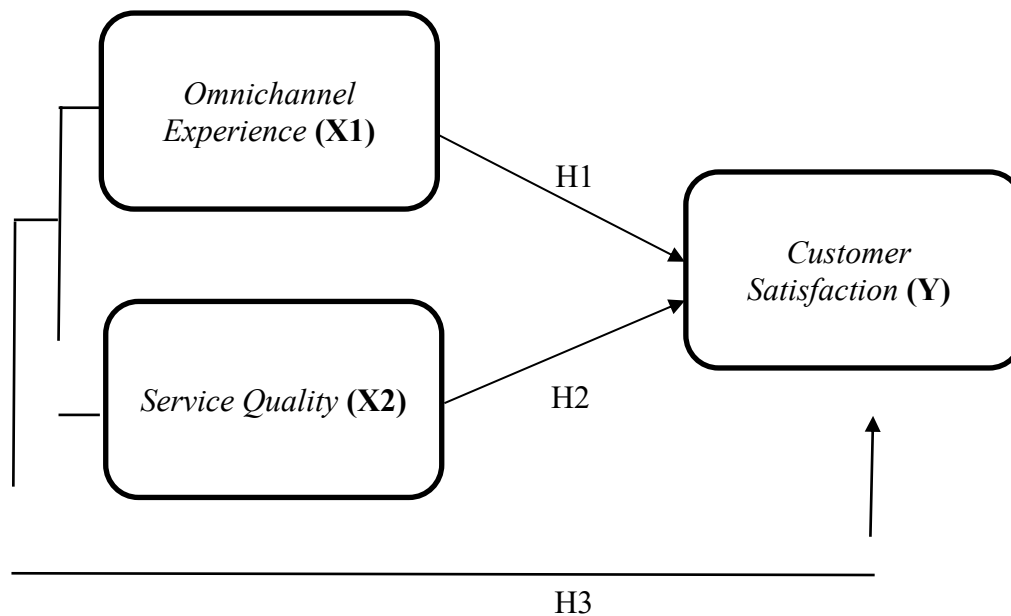 Omnichannel
Experience (X1)
H1
Customer
Satisfaction (Y)
Service Quality (X2)
H2
H3